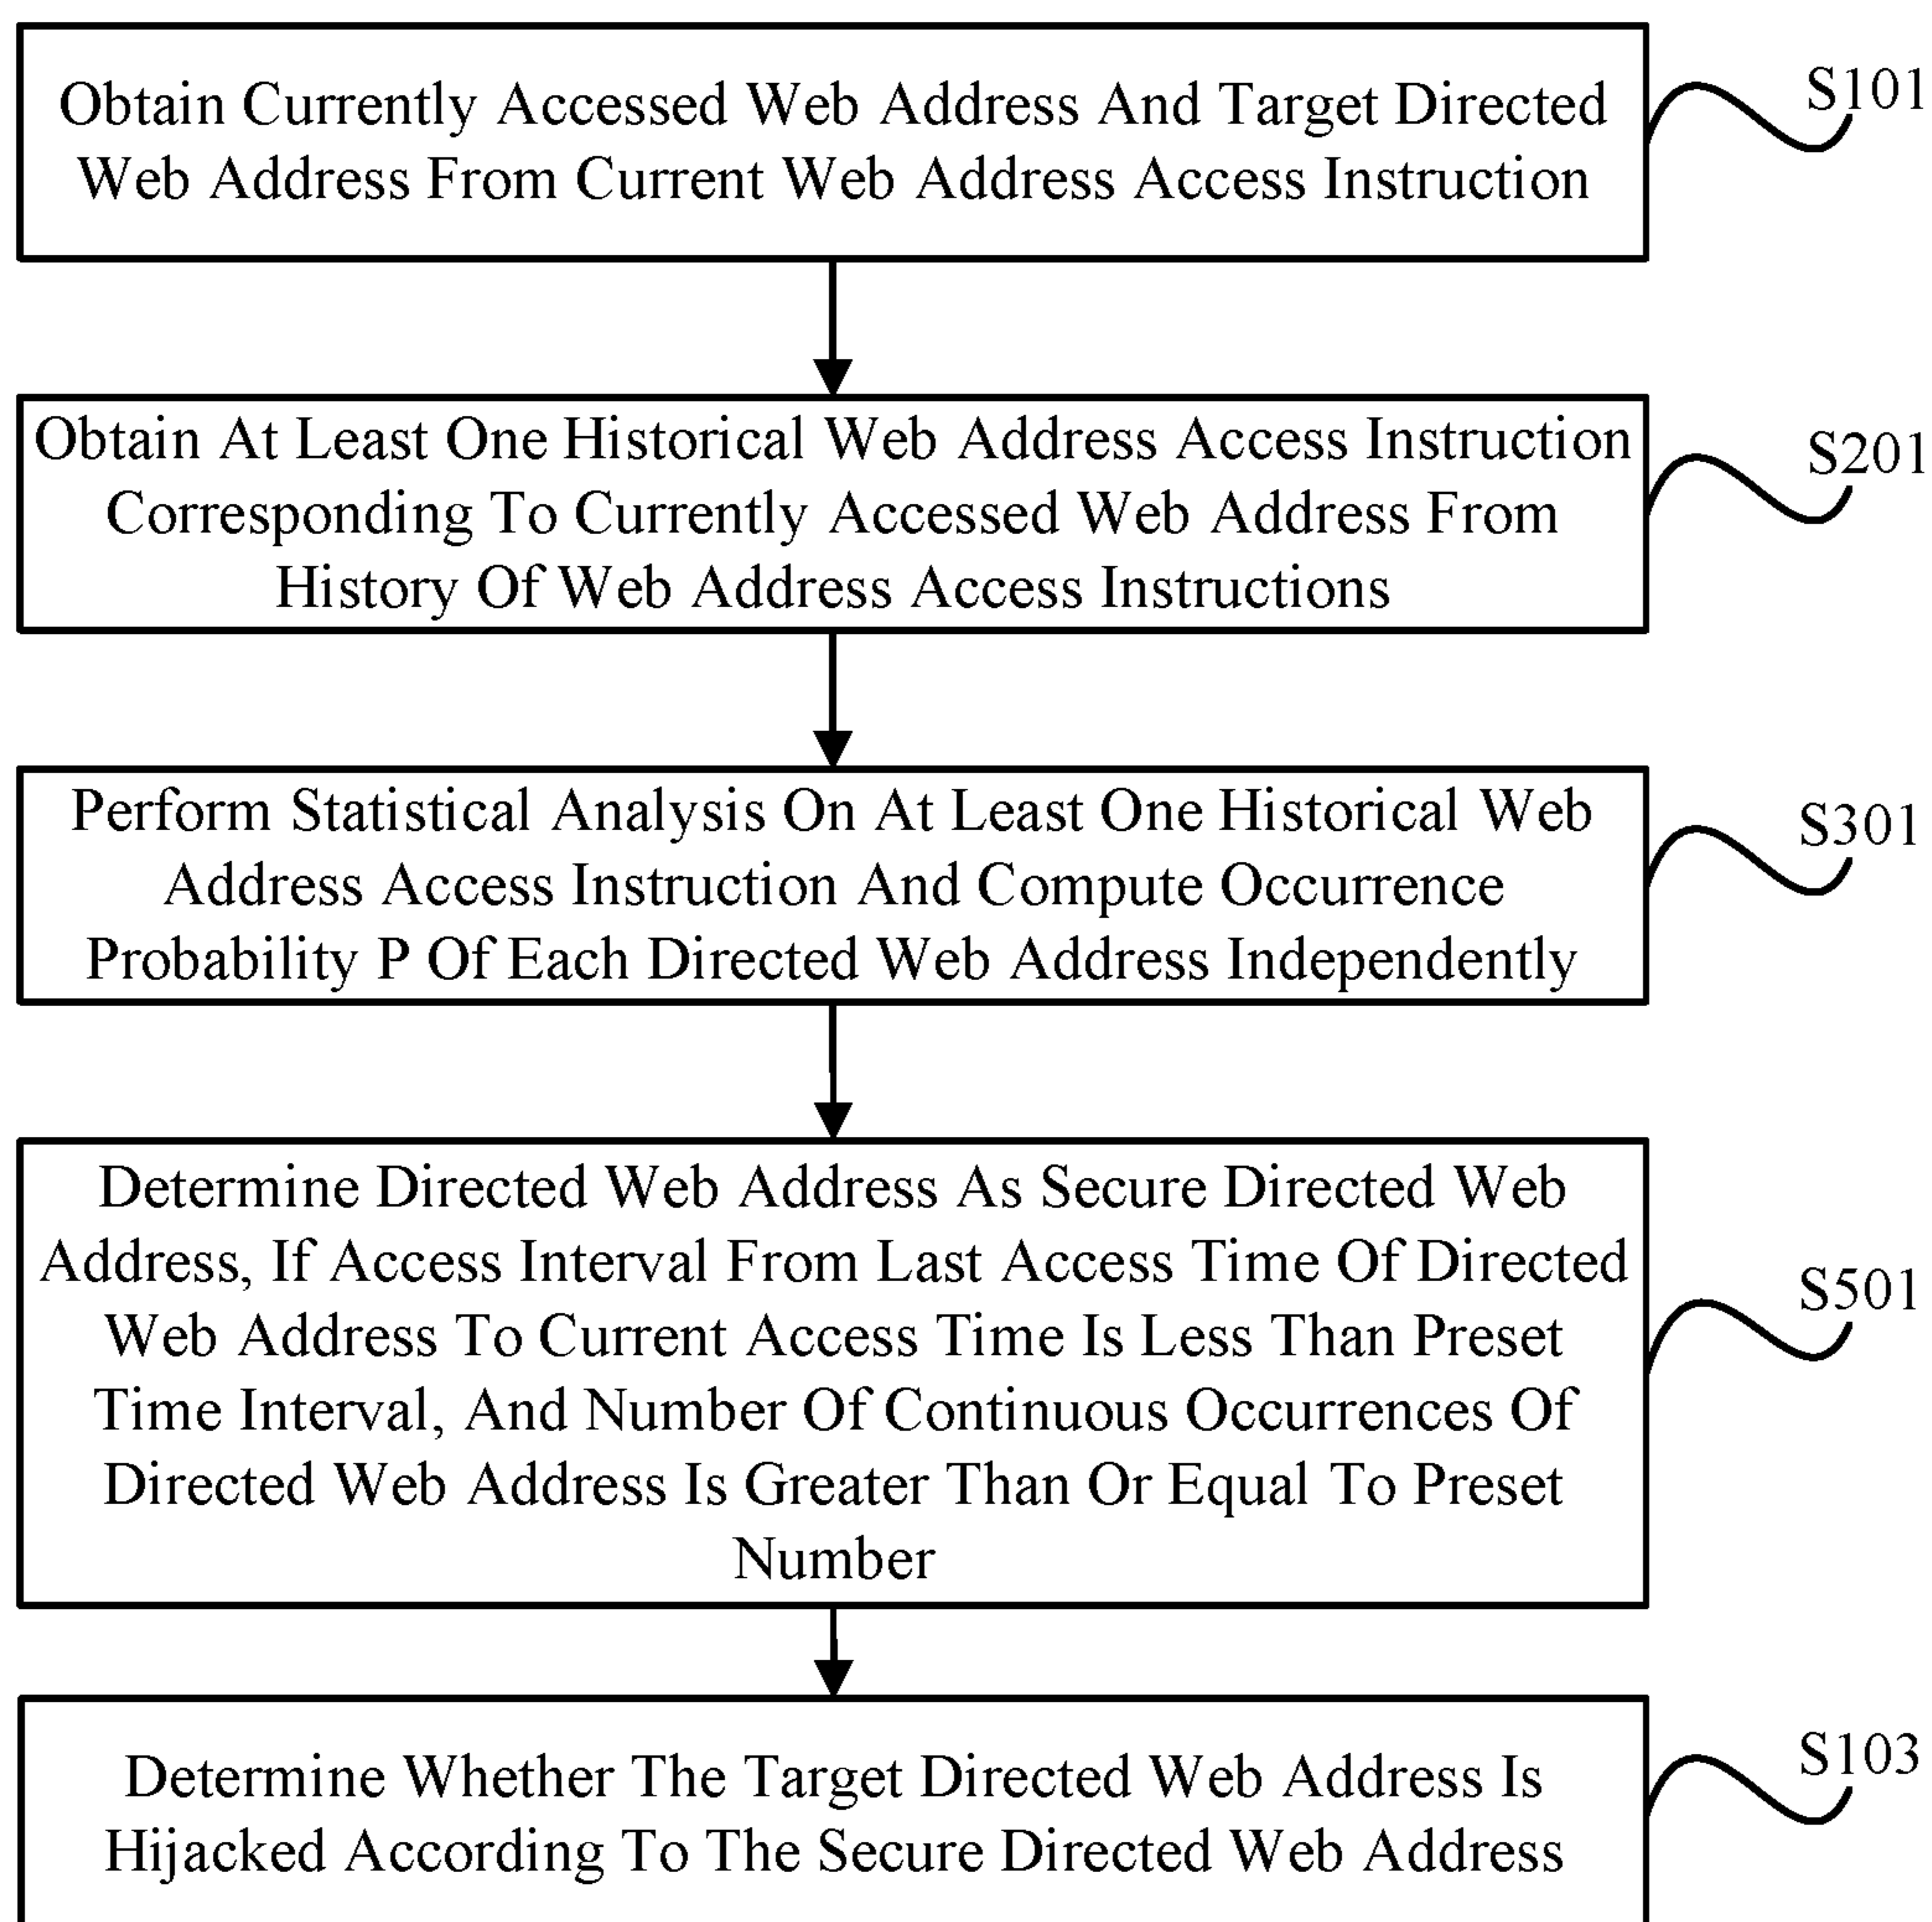 Obtain Currently Accessed Web Address And Target Directed
Web Address From Current Web Address Access Instruction
S101
Obtain At Least One Historical Web Address Access Instruction
Corresponding To Currently Accessed Web Address From
History Of Web Address Access Instructions
S201
Perform Statistical Analysis On At Least One Historical Web
Address Access Instruction And Compute Occurrence
Probability P Of Each Directed Web Address Independently
S301
Determine Directed Web Address As Secure Directed Web
Address, If Access Interval From Last Access Time Of Directed
Web Address To Current Access Time Is Less Than Preset
Time Interval, And Number Of Continuous Occurrences Of
Directed Web Address Is Greater Than Or Equal To Preset
Number
S501
Determine Whether The Target Directed Web Address Is
Hijacked According To The Secure Directed Web Address
S103